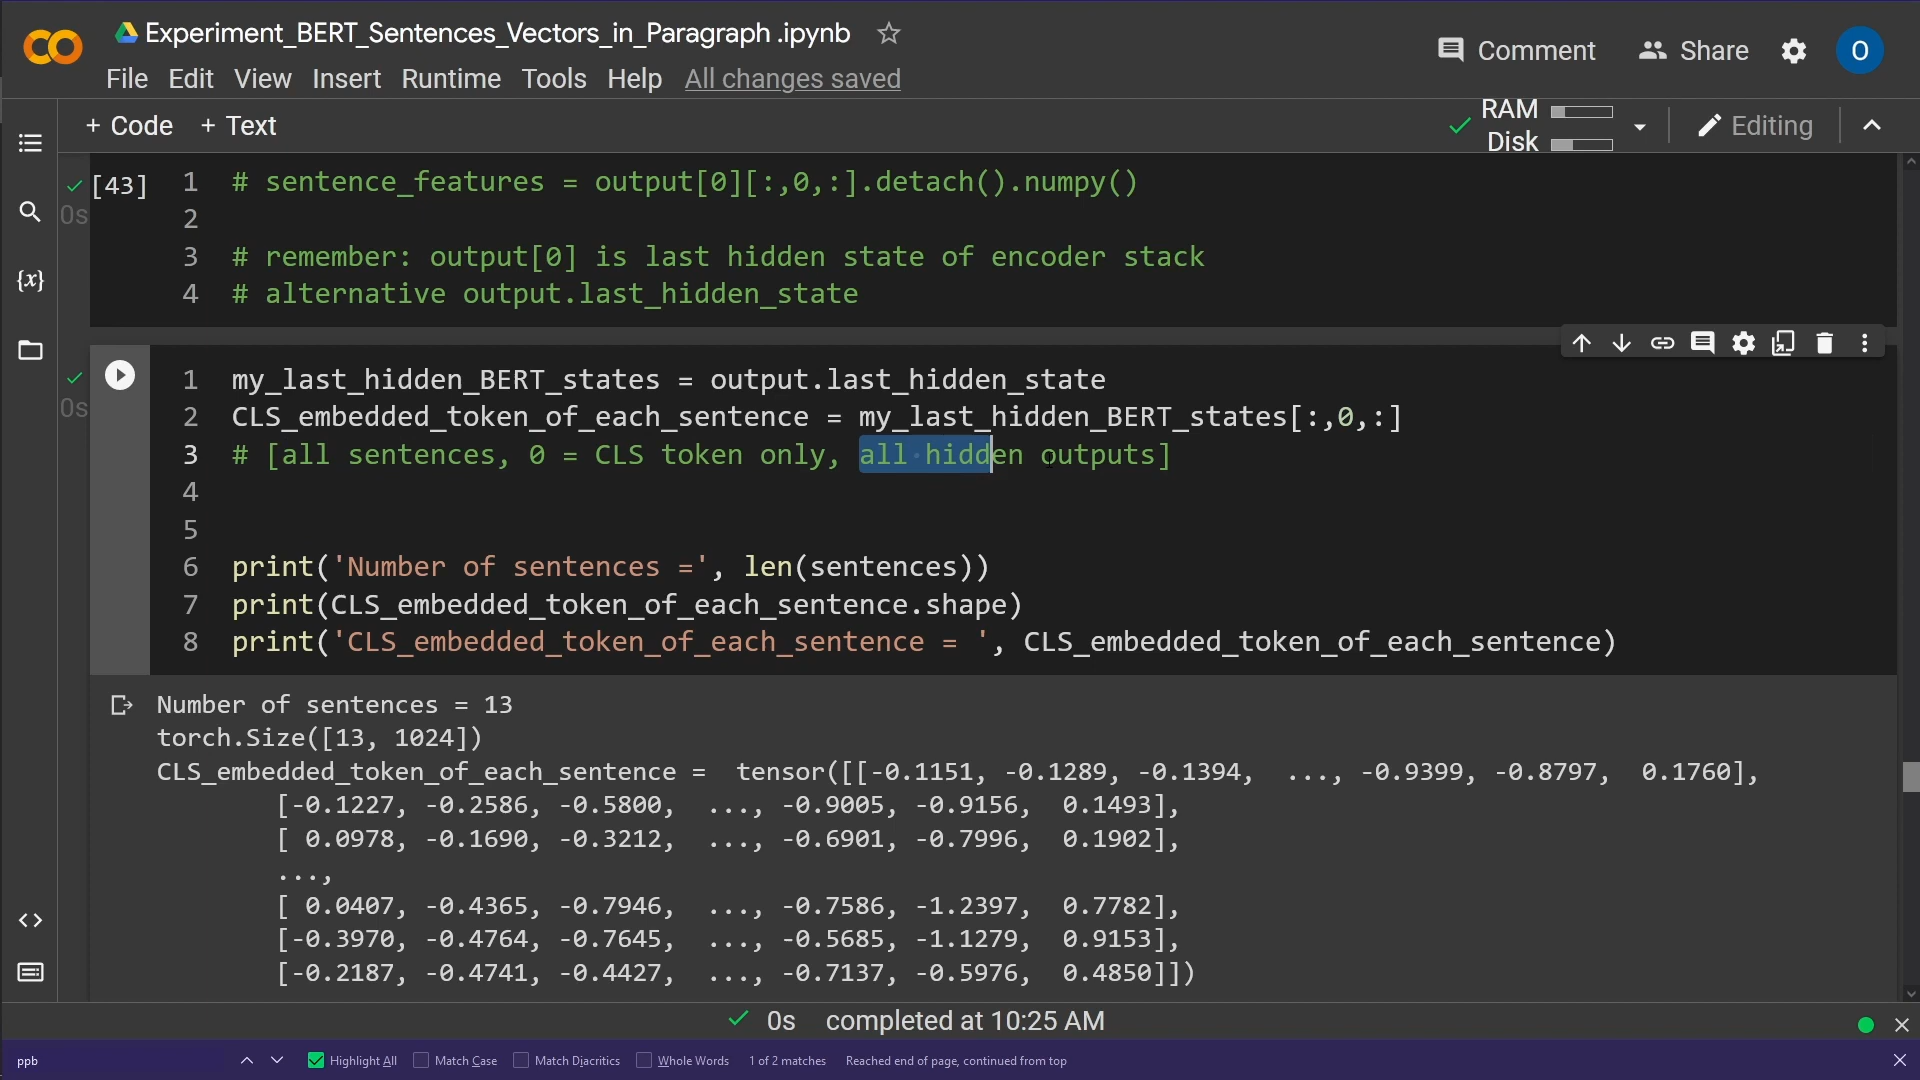 Experiment_BERT_Sentences_Vectors_in_Paragraph .ipynb
Comment Share O
File Edit View Insert Runtime Tools Help All changes saved
+ Code + Text
RAM
Disk
Editing
{x}
[43]
0s
1 # sentence_features = output[0][:,0,:].detach().numpy()
2
3 # remember: output[0] is last hidden state of encoder stack
4 # alternative output.last_hidden_state
0s
1 my_last_hidden_BERT_states = output.last_hidden_state
2 CLS_embedded_token_of_each_sentence = my_last_hidden_BERT_states[:,0,:]
3 # [all sentences, 0 = CLS token only, all hidden outputs]
4
5
6 print('Number of sentences =', len(sentences))
7 print(CLS_embedded_token_of_each_sentence.shape)
8 print('CLS_embedded_token_of_each_sentence = ', CLS_embedded_token_of_each_sentence)
Number of sentences = 13
torch.Size([13, 1024])
CLS_embedded_token_of_each_sentence =  tensor([[-0.1151, -0.1289, -0.1394,  ..., -0.9399, -0.8797,  0.1760],
[-0.1227, -0.2586, -0.5800,  ..., -0.9005, -0.9156,  0.1493],
[ 0.0978, -0.1690, -0.3212,  ..., -0.6901, -0.7996,  0.1902],
...,
[ 0.0407, -0.4365, -0.7946,  ..., -0.7586, -1.2397,  0.7782],
[-0.3970, -0.4764, -0.7645,  ..., -0.5685, -1.1279,  0.9153],
[-0.2187, -0.4741, -0.4427,  ..., -0.7137, -0.5976,  0.4850]])
0s completed at 10:25 AM
ppb Highlight All Match Case Match Diacritics Whole Words 1 of 2 matches Reached end of page, continued from top